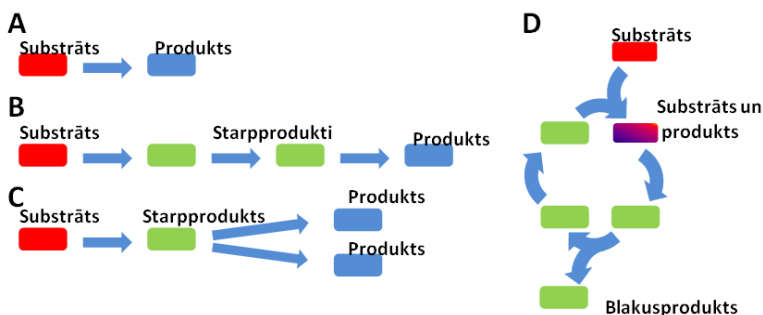 A
Substrāts
Produkts
B
Substrāts
Starpprodukti
Produkts
C
Substrāts
Starpprodukts
Produkts
Produkts
D
Substrāts
Substrāts un
produkts
Blakusprodukts